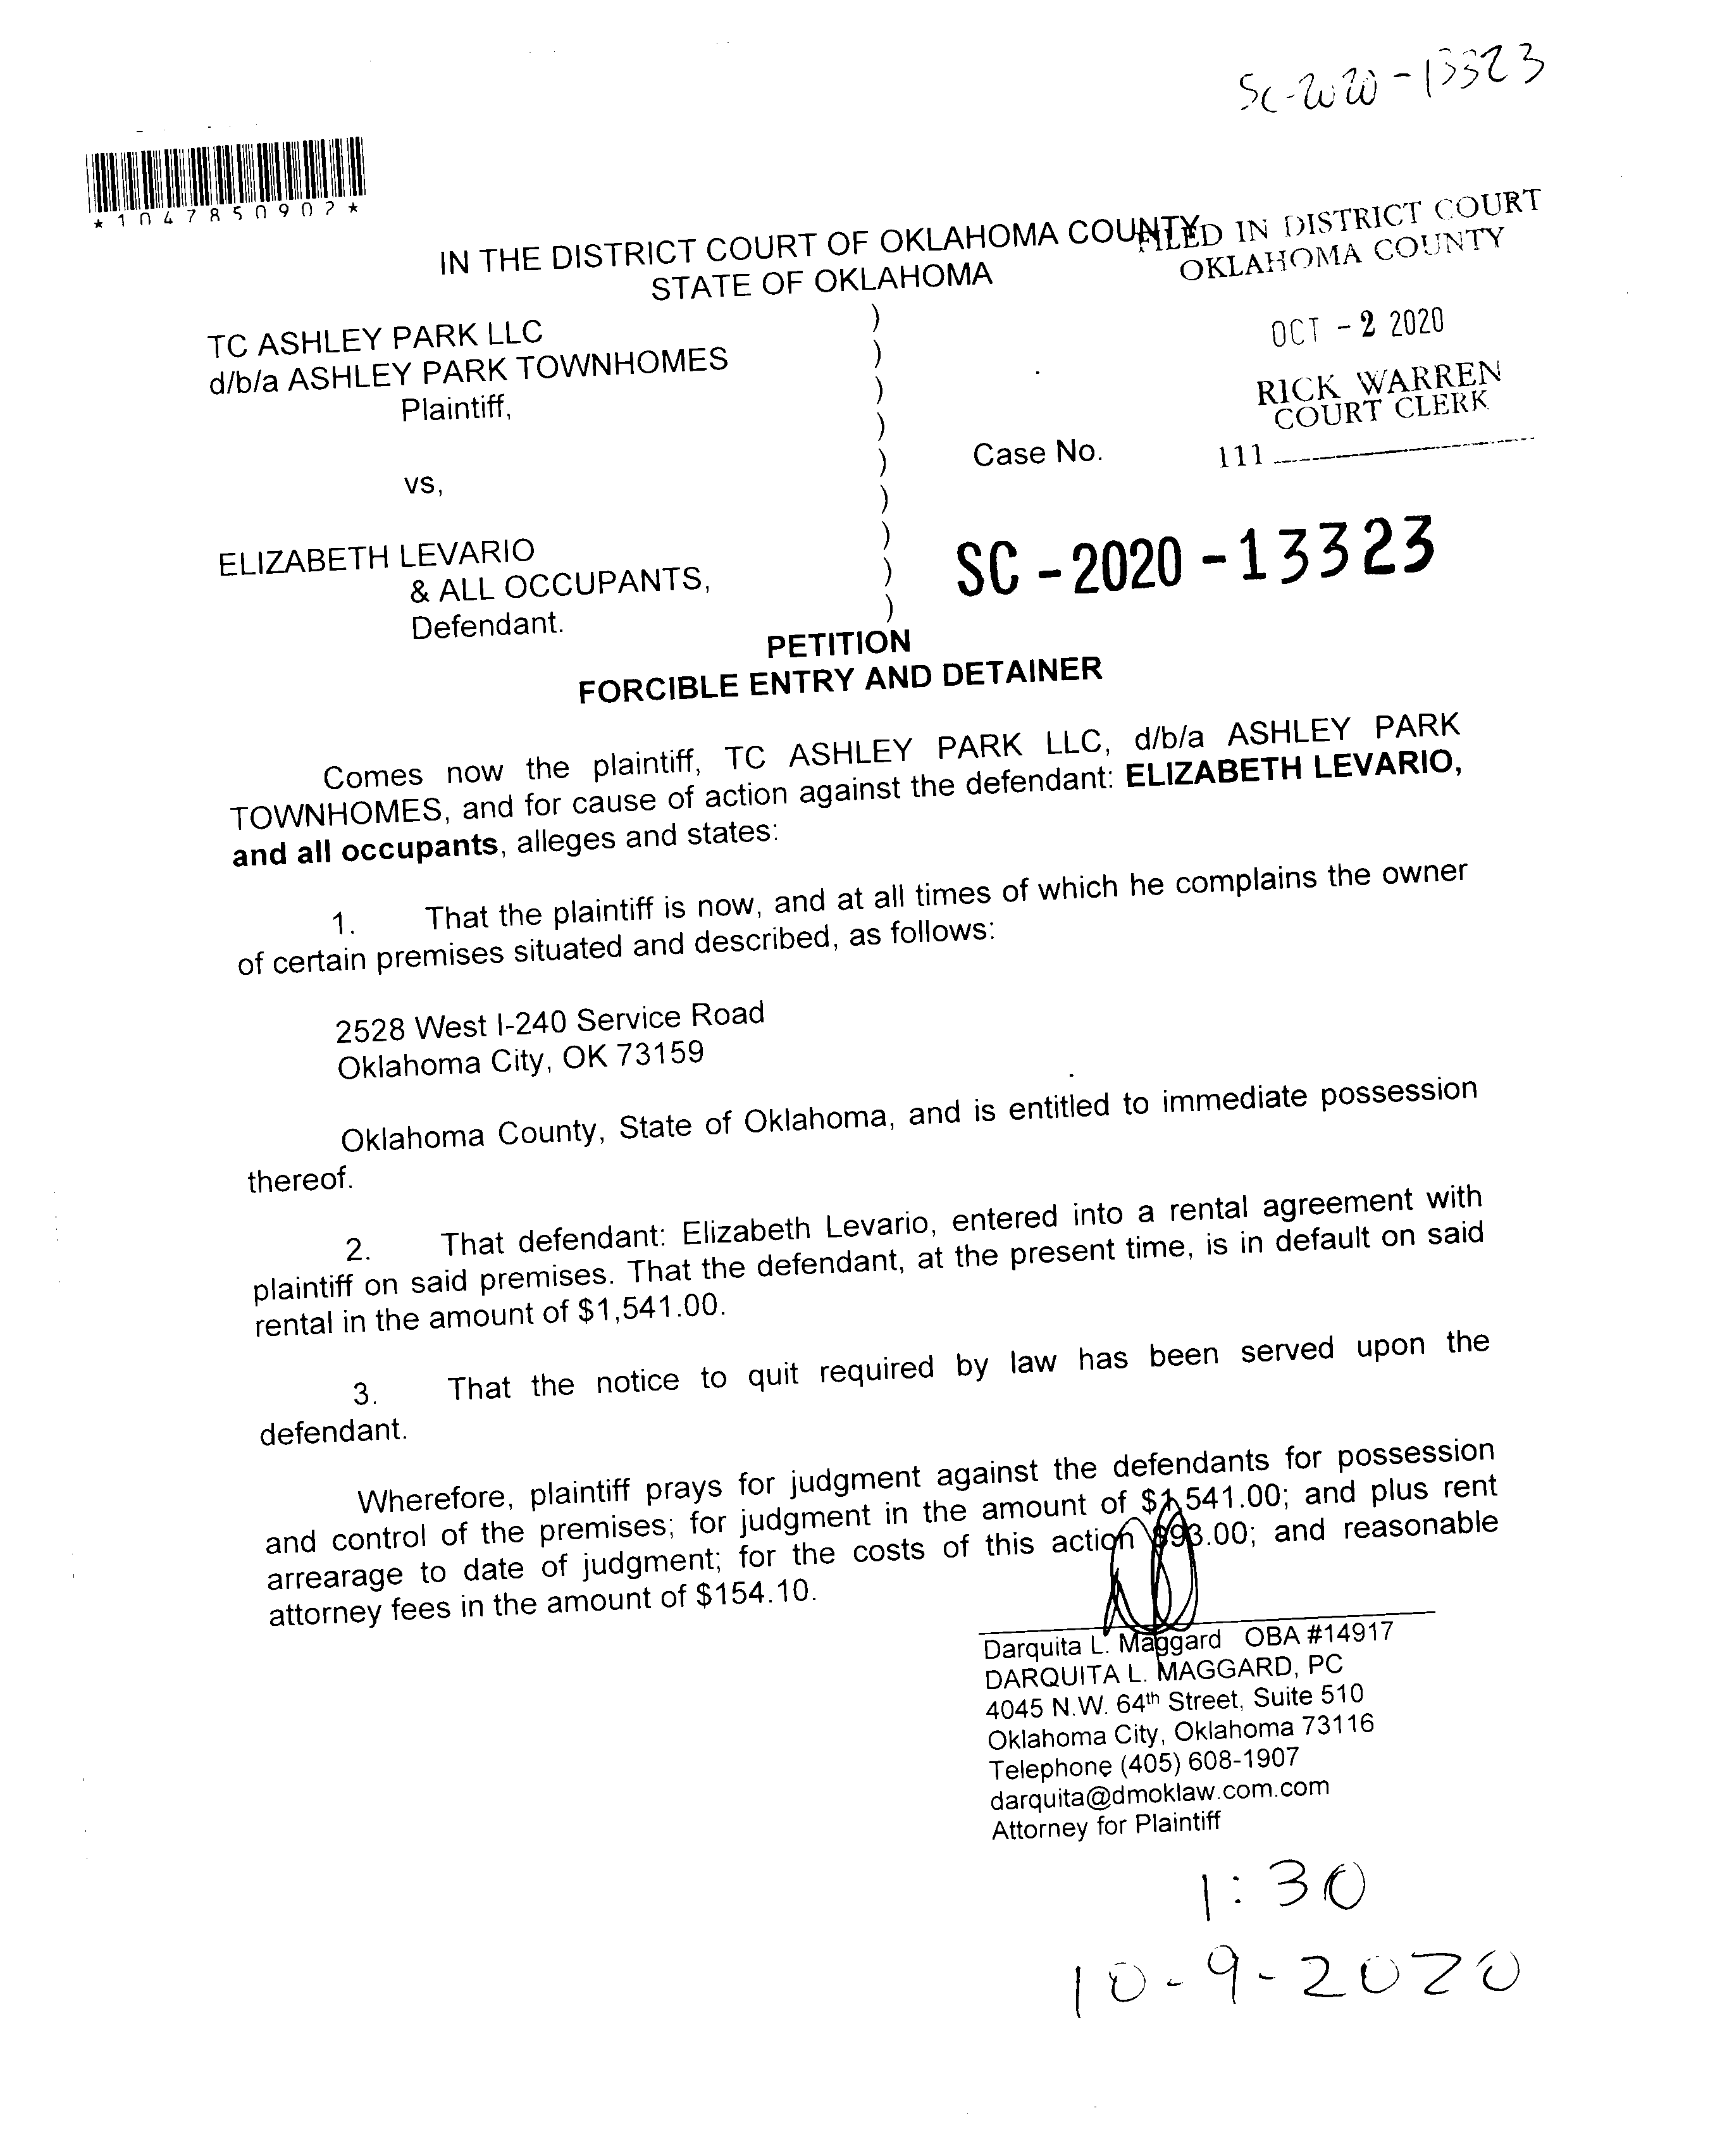 SC-2020-13323
*1047850902*
IN THE DISTRICT COURT OF OKLAHOMA COUNTY
STATE OF OKLAHOMA
FILED IN DISTRICT COURT
OKLAHOMA COUNTY
OCT - 2 2020
RICK WARREN
COURT CLERK
111
TC ASHLEY PARK LLC
d/b/a ASHLEY PARK TOWNHOMES
Plaintiff,
vs,
ELIZABETH LEVARIO
& ALL OCCUPANTS,
Defendant.
)
)
)
)
)
)
)
)
)
Case No.
SC - 2020 - 13323
PETITION
FORCIBLE ENTRY AND DETAINER
Comes now the plaintiff, TC ASHLEY PARK LLC, d/b/a ASHLEY PARK
TOWNHOMES, and for cause of action against the defendant: ELIZABETH LEVARIO,
and all occupants, alleges and states:
1. That the plaintiff is now, and at all times of which he complains the owner
of certain premises situated and described, as follows:
2528 West I-240 Service Road
Oklahoma City, OK 73159
Oklahoma County, State of Oklahoma, and is entitled to immediate possession
thereof.
2. That defendant: Elizabeth Levario, entered into a rental agreement with
plaintiff on said premises. That the defendant, at the present time, is in default on said
rental in the amount of $1,541.00.
3. That the notice to quit required by law has been served upon the
defendant.
Wherefore, plaintiff prays for judgment against the defendants for possession
and control of the premises; for judgment in the amount of $1,541.00; and plus rent
arrearage to date of judgment; for the costs of this action $93.00; and reasonable
attorney fees in the amount of $154.10.
Darquita L. Maggard OBA #14917
DARQUITA L. MAGGARD, PC
4045 N.W. 64th Street, Suite 510
Oklahoma City, Oklahoma 73116
Telephone (405) 608-1907
darquita@dmoklaw.com.com
Attorney for Plaintiff
1:30
10-9-2020